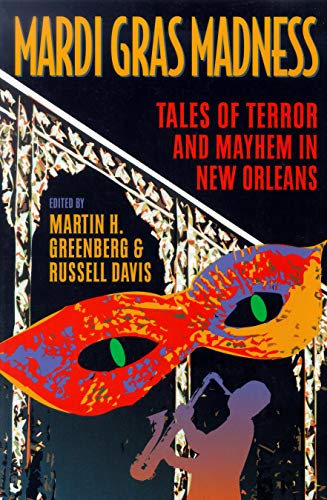 MARDI GRAS MADNESS
TALES OF TERROR
AND MAYHEM IN
NEW ORLEANS
EDITED BY
MARTIN H.
GREENBERG &
RUSSELL DAVIS